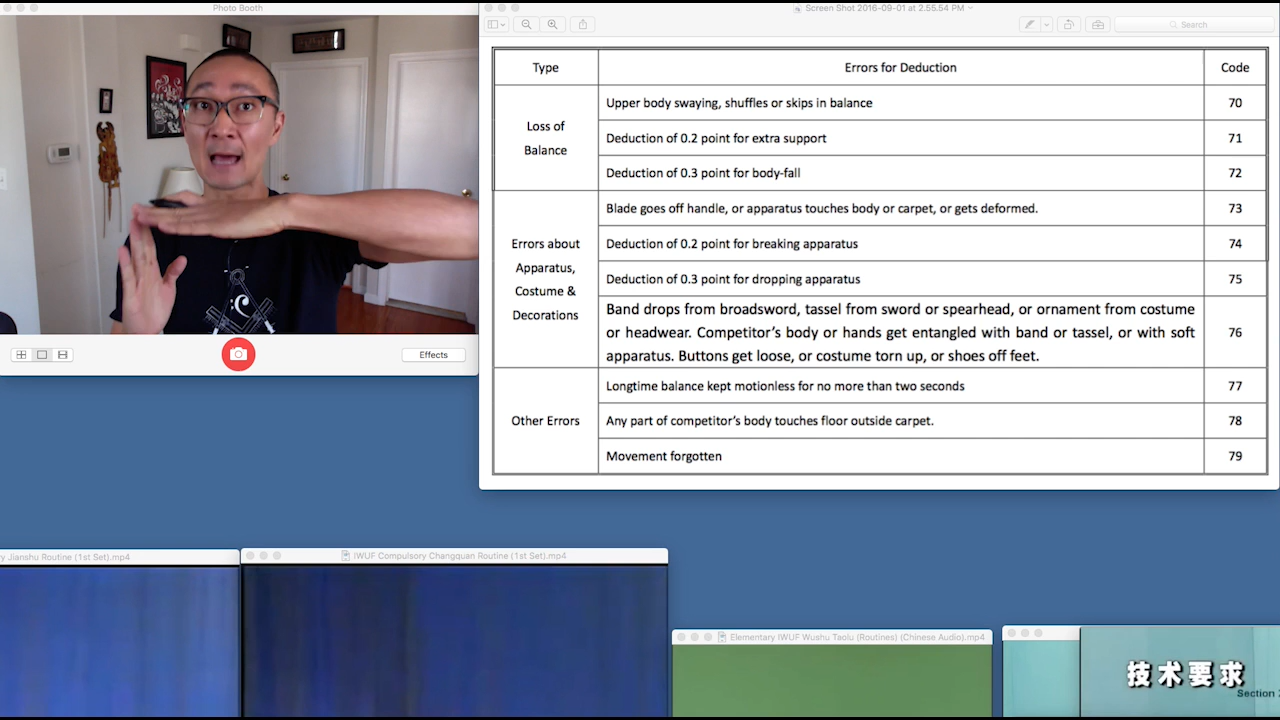 Photo Booth
Screen Shot 2016-09-01 at 2.55.54 PM
Search
Type Errors for Deduction Code
Loss of Balance
Upper body swaying, shuffles or skips in balance 70
Deduction of 0.2 point for extra support 71
Deduction of 0.3 point for body-fall 72
Errors about
Apparatus,
Costume &
Decorations
Blade goes off handle, or apparatus touches body or carpet, or gets deformed. 73
Deduction of 0.2 point for breaking apparatus 74
Deduction of 0.3 point for dropping apparatus 75
Band drops from broadsword, tassel from sword or spearhead, or ornament from costume
or headwear. Competitor's body or hands get entangled with band or tassel, or with soft
apparatus. Buttons get loose, or costume torn up, or shoes off feet. 76
Other Errors
Longtime balance kept motionless for no more than two seconds 77
Any part of competitor's body touches floor outside carpet. 78
Movement forgotten 79
Effects
y Jianshu Routine (1st Set).mp4
IWUF Compulsory Changquan Routine (1st Set).mp4
Elementary IWUF Wushu Taolu (Routines) (Chinese Audio).mp4
技术要求
Section